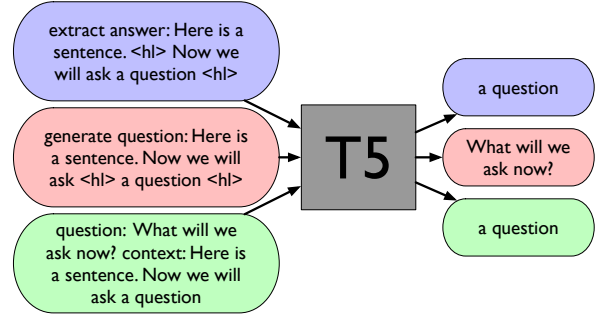 extract answer: Here is a
sentence. <hl> Now we
will ask a question <hl>
generate question: Here is
a sentence. Now we will
ask <hl> a question <hl>
question: What will we
ask now? context: Here is
a sentence. Now we will
ask a question
T5
a question
What will we
ask now?
a question